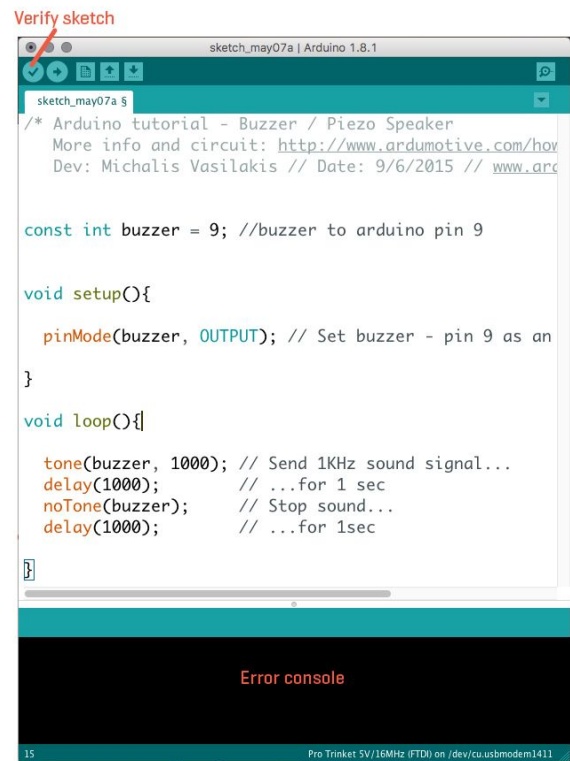 Verify sketch
sketch_may07a | Arduino 1.8.1
sketch_may07a §
/* Arduino tutorial - Buzzer / Piezo Speaker
More info and circuit: http://www.ardumotive.com/how
Dev: Michalis Vasilakis // Date: 9/6/2015 // www.ard
const int buzzer = 9; //buzzer to arduino pin 9
void setup(){
pinMode(buzzer, OUTPUT); // Set buzzer - pin 9 as an
}
void loop(){
tone(buzzer, 1000); // Send 1KHz sound signal...
delay(1000); // ...for 1 sec
noTone(buzzer); // Stop sound...
delay(1000); // ...for 1sec
}
Error console
15
Pro Trinket 5V/16MHz (FTDI) on /dev/cu.usbmodem1411